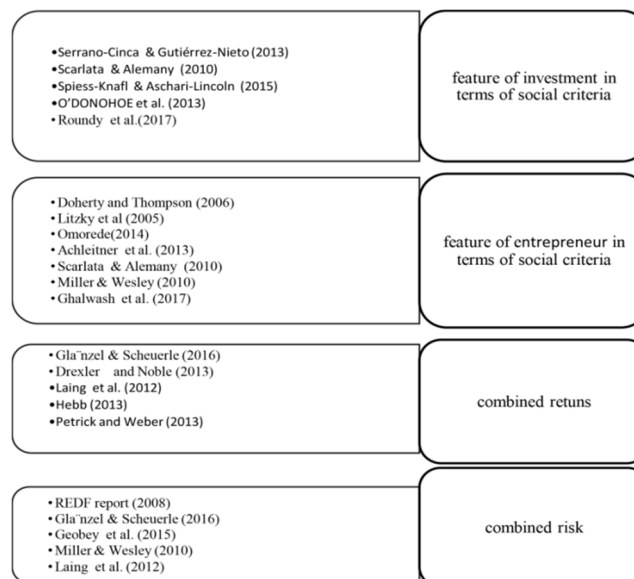 •Serrano-Cinca & Gutiérrez-Nieto (2013)
•Scarlata & Alemany (2010)
•Spiess-Knafl & Aschari-Lincoln (2015)
•O'DONOHOE et al. (2013)
• Roundy et al.(2017)
feature of investment in
terms of social criteria
• Doherty and Thompson (2006)
• Litzky et al (2005)
• Omorede(2014)
• Achleitner et al. (2013)
• Scarlata & Alemany (2010)
• Miller & Wesley (2010)
• Ghalwash et al. (2017)
feature of entrepreneur in
terms of social criteria
• Gla¨nzel & Scheuerle (2016)
• Drexler and Noble (2013)
•Laing et al. (2012)
•Hebb (2013)
•Petrick and Weber (2013)
combined retuns
• REDF report (2008)
• Gla¨nzel & Scheuerle (2016)
• Geobey et al. (2015)
• Miller & Wesley (2010)
• Laing et al. (2012)
combined risk